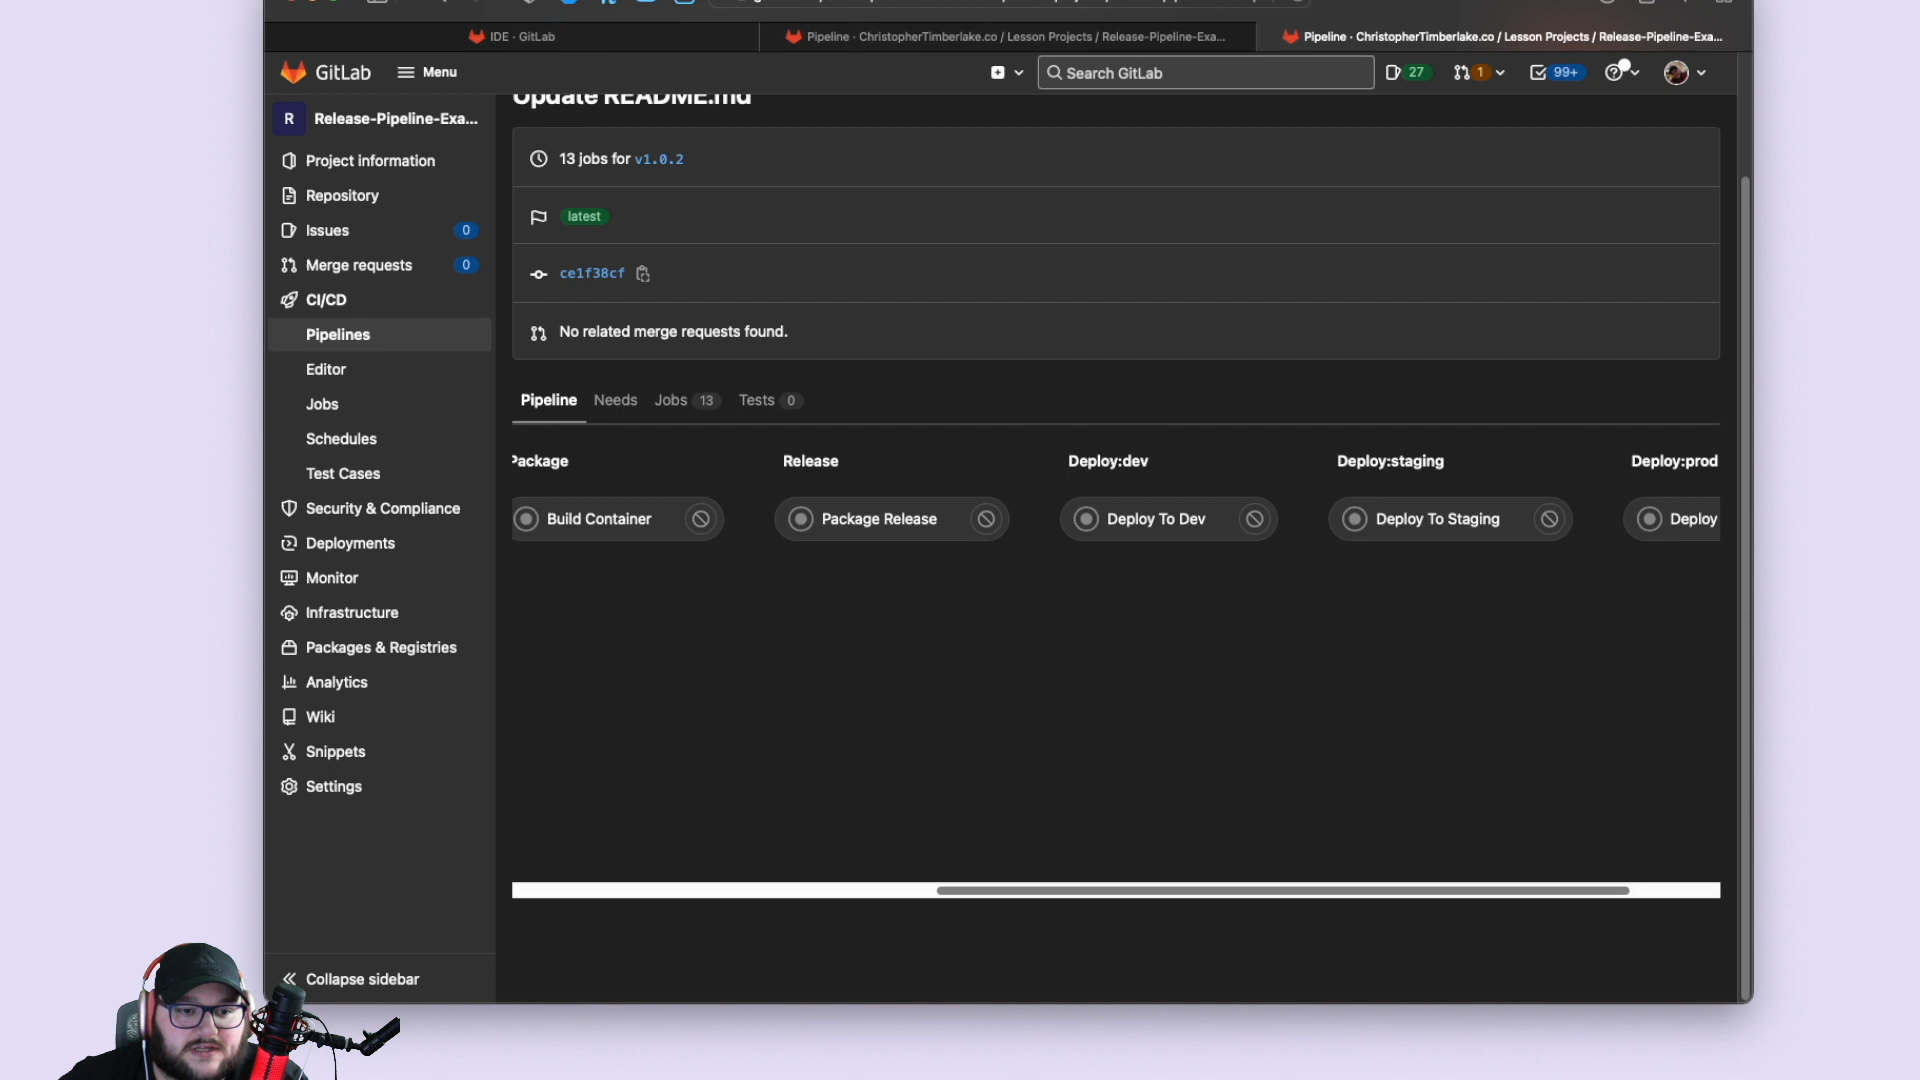 IDE · GitLab
Pipeline · ChristopherTimberlake.co / Lesson Projects / Release-Pipeline-Exa...
Pipeline · ChristopherTimberlake.co / Lesson Projects / Release-Pipeline-Exa...
GitLab
Menu
Search GitLab
27
1
99+
R
Release-Pipeline-Exa...
Project information
Repository
Issues
0
Merge requests
0
CI/CD
Pipelines
Editor
Jobs
Schedules
Test Cases
Security & Compliance
Deployments
Monitor
Infrastructure
Packages & Registries
Analytics
Wiki
Snippets
Settings
Collapse sidebar
Update README.md
13 jobs for v1.0.2
latest
ce1f38cf
No related merge requests found.
Pipeline
Needs
Jobs 13
Tests 0
Package
Release
Deploy:dev
Deploy:staging
Deploy:prod
Build Container
Package Release
Deploy To Dev
Deploy To Staging
Deploy